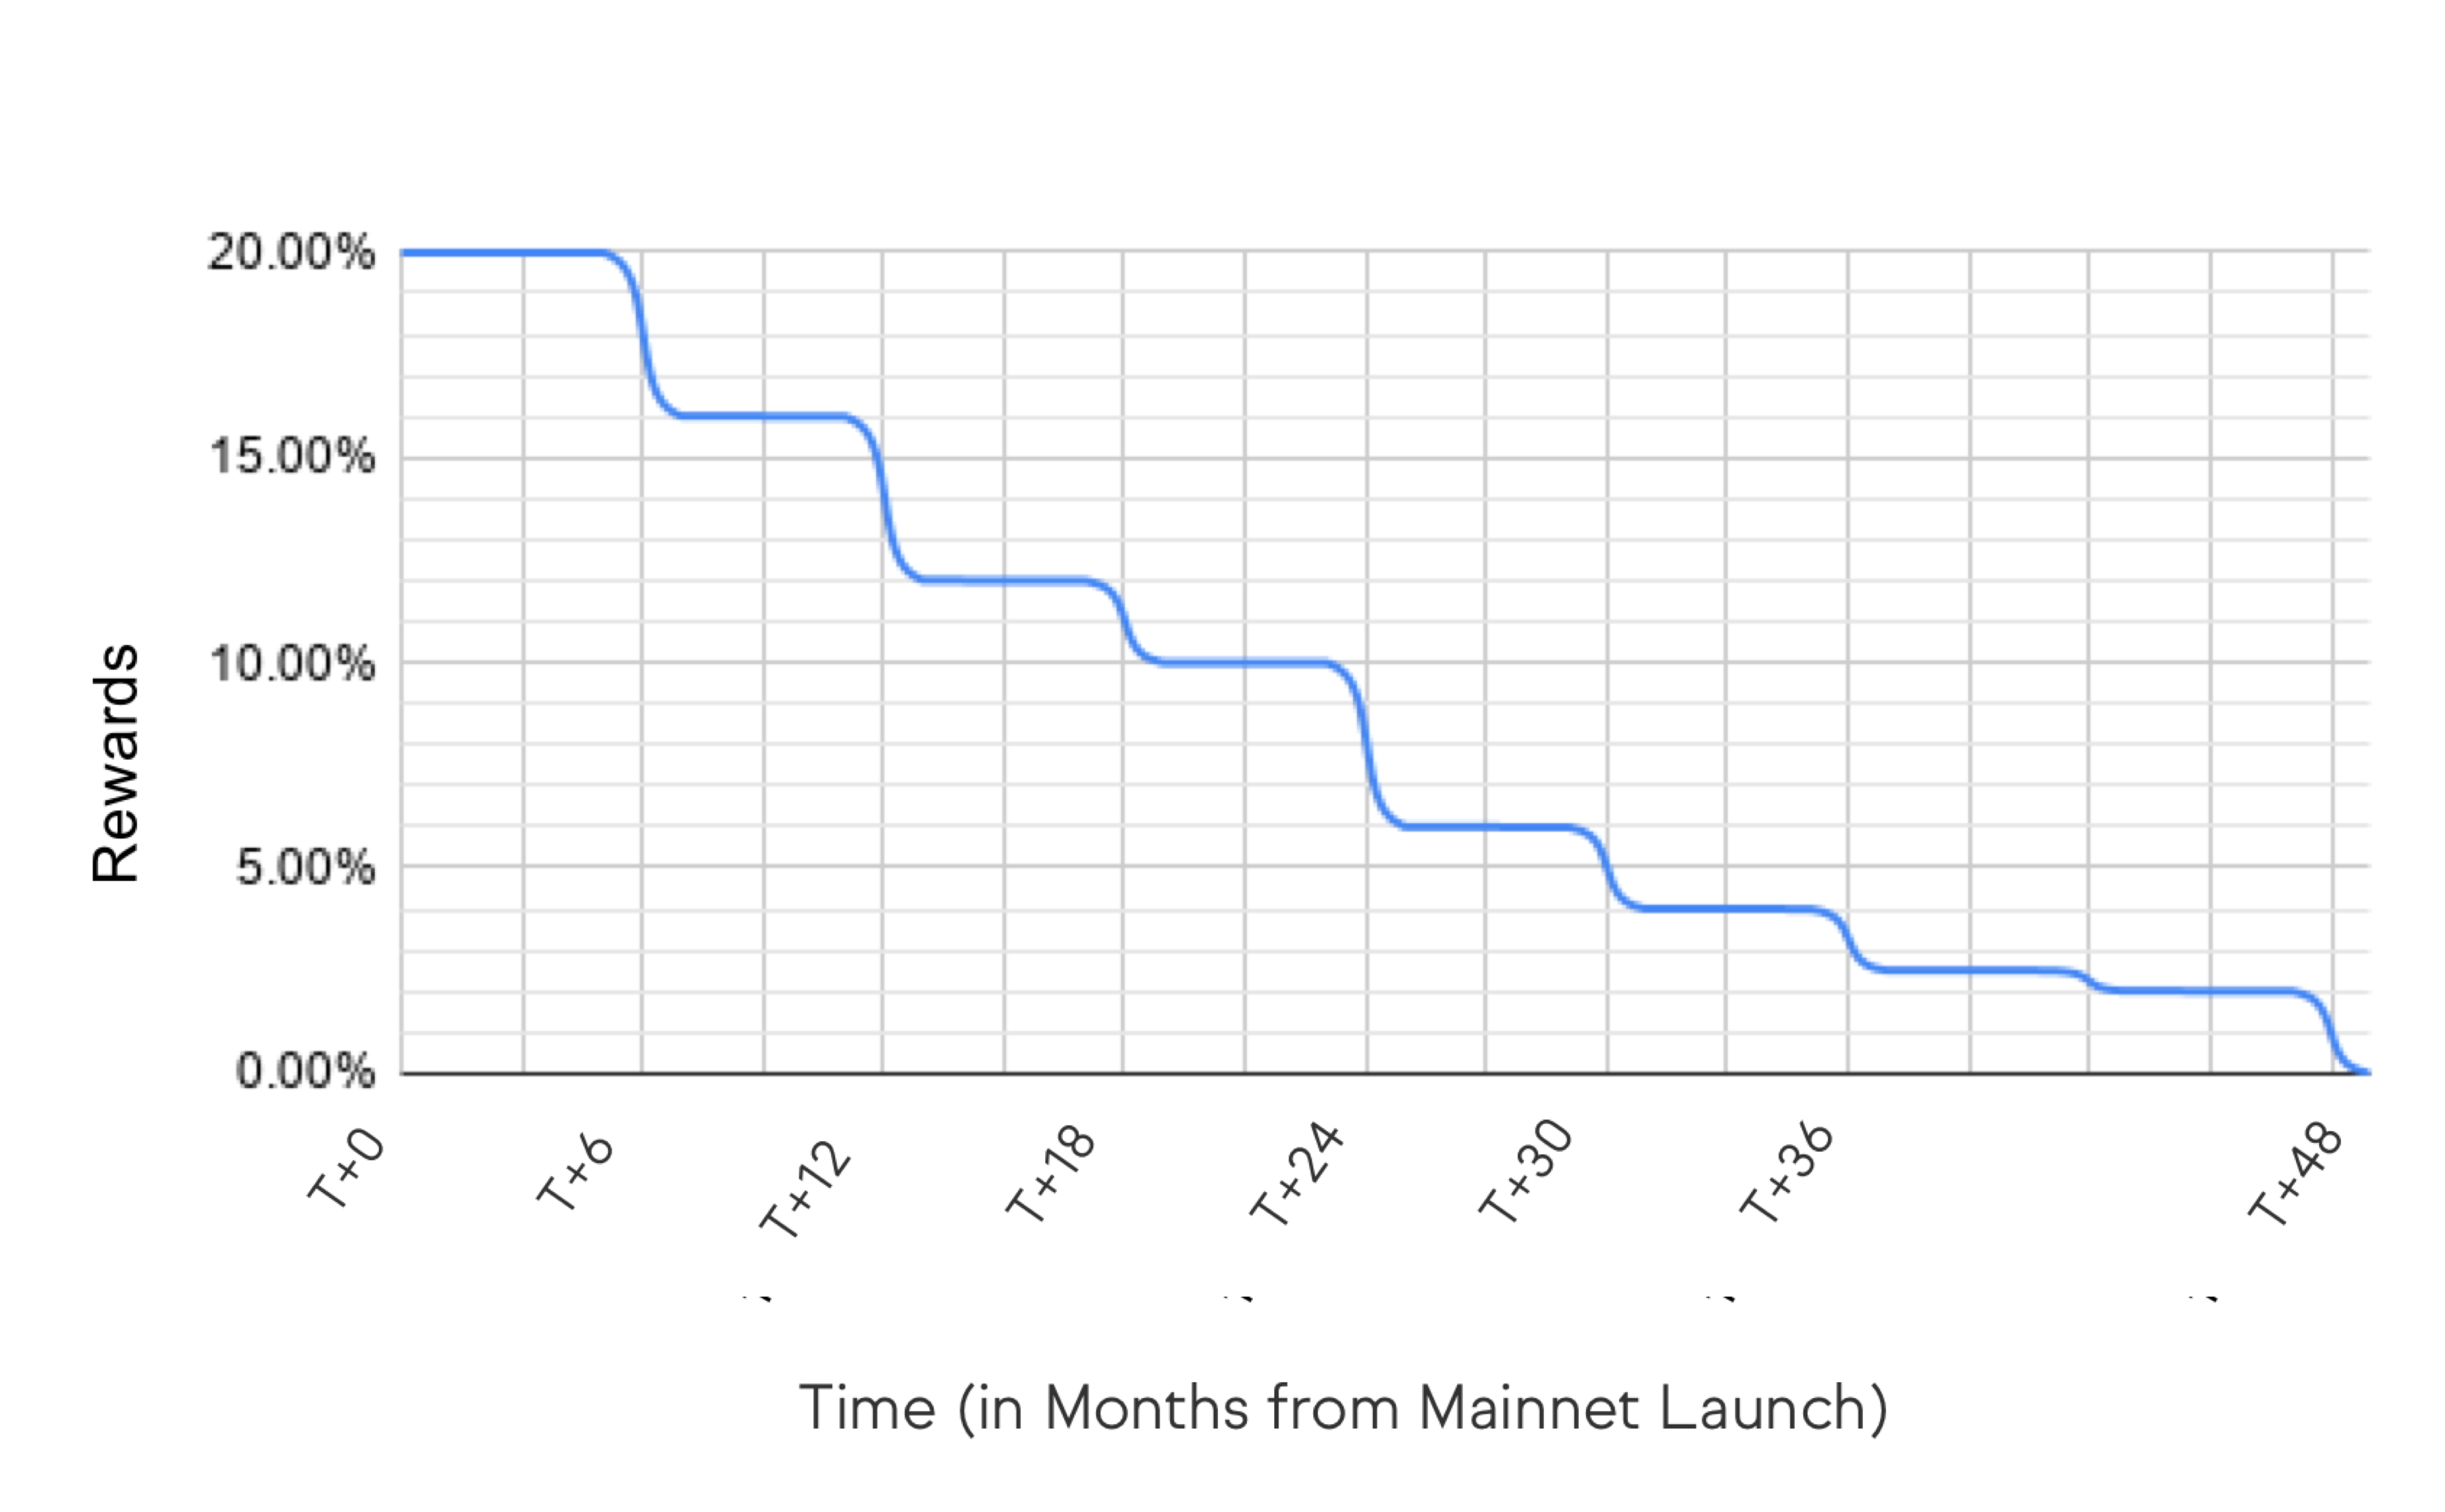 20.00%
15.00%
10.00%
5.00%
0.00%
Rewards
T+0
T+6
T+12
T+18
T+24
T+30
T+36
T+48
Time (in Months from Mainnet Launch)